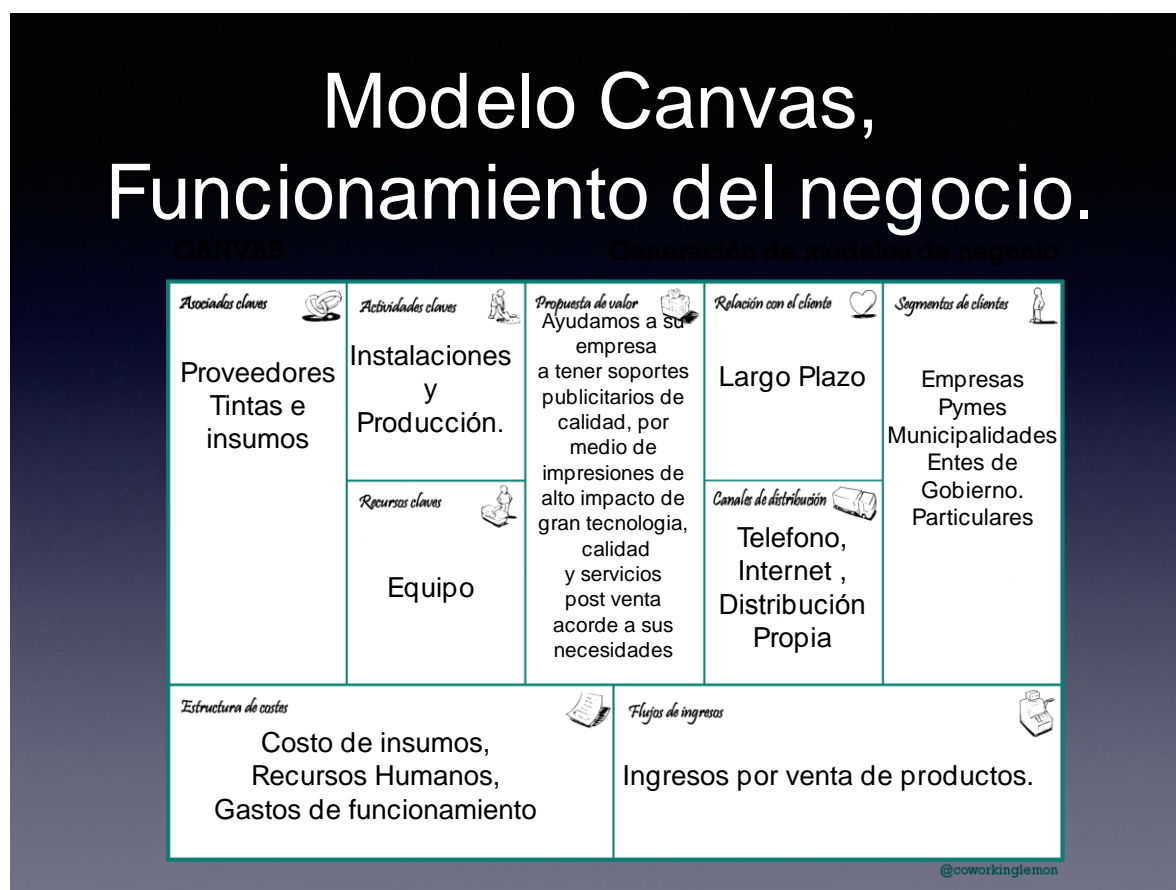 Modelo Canvas,
Funcionamiento del negocio.
CANVAS
Generación de modelos de negocio
Asociados claves
Proveedores
Tintas e
insumos
Actividades claves
Instalaciones
y
Producción.
Recursos claves
Equipo
Propuesta de valor
Ayudamos a su
empresa
a tener soportes
publicitarios de
calidad, por
medio de
impresiones de
alto impacto de
gran tecnologia,
calidad
y servicios
post venta
acorde a sus
necesidades
Relación con el cliente
Largo Plazo
Canales de distribución
Telefono,
Internet ,
Distribución
Propia
Segmentos de clientes
Empresas
Pymes
Municipalidades
Entes de
Gobierno.
Particulares
Estructura de costes
Costo de insumos,
Recursos Humanos,
Gastos de funcionamiento
Flujos de ingresos
Ingresos por venta de productos.
@coworkinglemon